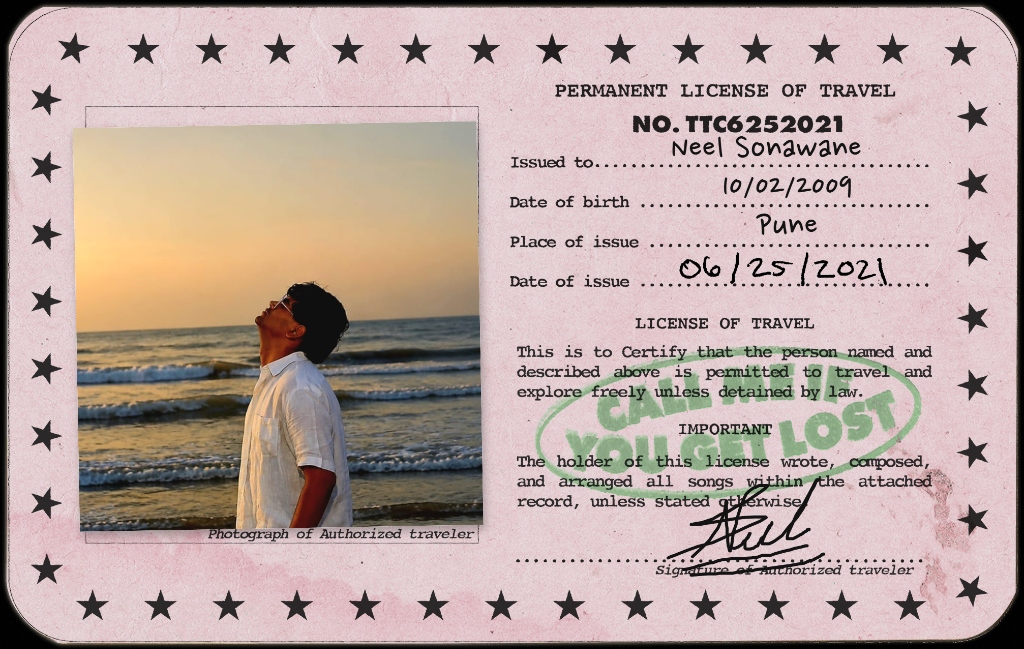 PERMANENT LICENSE OF TRAVEL
NO. TTC6252021
Issued to Neel Sonawane
Date of birth 10/02/2009
Place of issue Pune
Date of issue 06/25/2021
LICENSE OF TRAVEL
This is to Certify that the person named and
described above is permitted to travel and
explore freely unless detained by law.
CALL ME IF
YOU GET LOST
IMPORTANT
The holder of this license wrote, composed,
and arranged all songs within the attached
record, unless stated otherwise.
Photograph of Authorized traveler
Signature of Authorized traveler